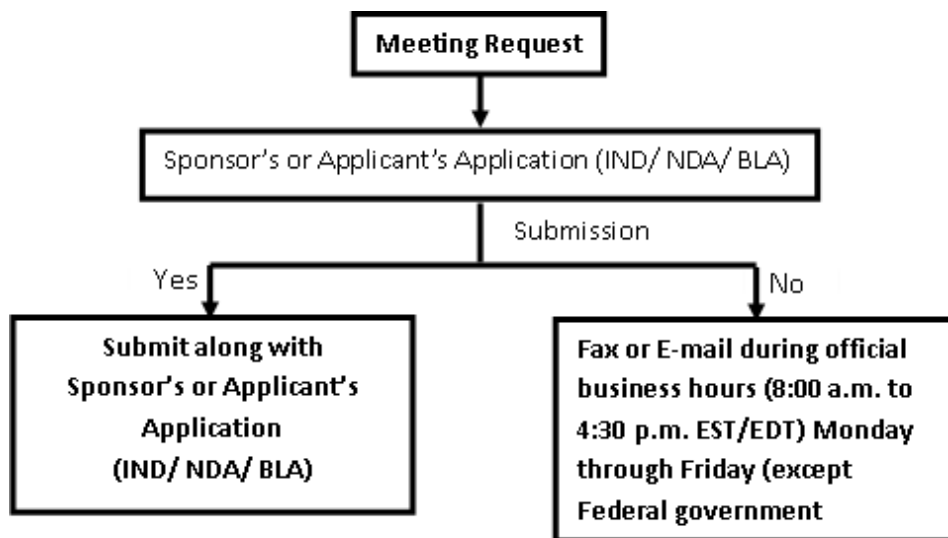 Meeting Request
Sponsor's or Applicant's Application (IND/ NDA/ BLA)
Submission
Yes
No
Submit along with
Sponsor's or Applicant's
Application
(IND/ NDA/ BLA)
Fax or E-mail during official
business hours (8:00 a.m. to
4:30 p.m. EST/EDT) Monday
through Friday (except
Federal government